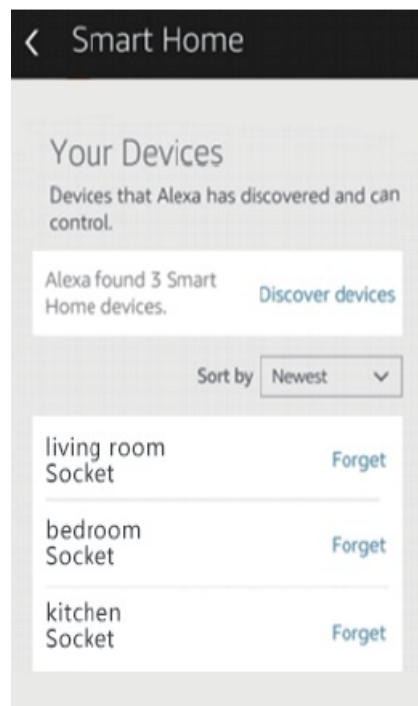 Smart Home
Your Devices
Devices that Alexa has discovered and can
control.
Alexa found 3 Smart
Home devices.
Discover devices
Sort by Newest
living room
Socket
Forget
bedroom
Socket
Forget
kitchen
Socket
Forget